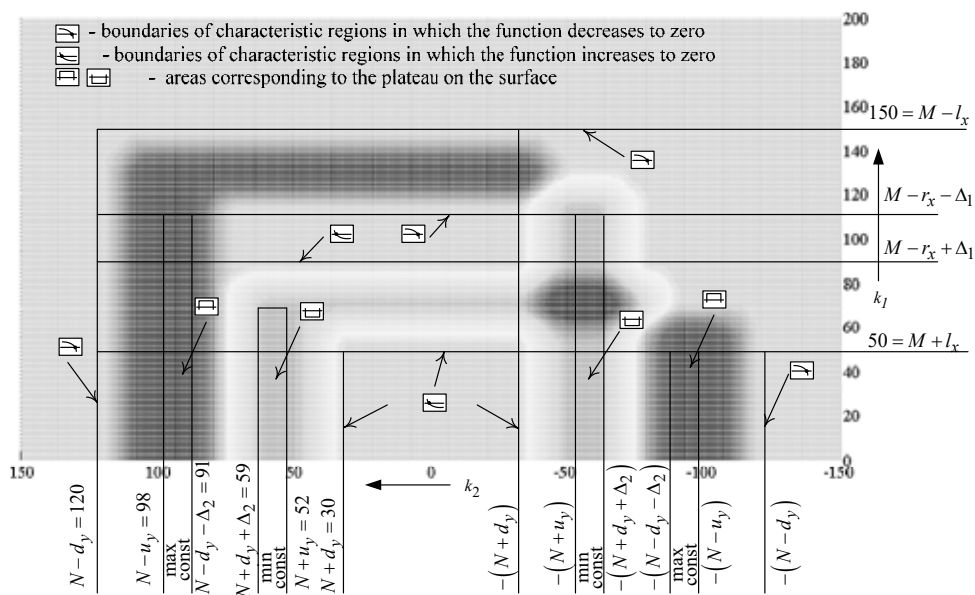 - boundaries of characteristic regions in which the function decreases to zero
- boundaries of characteristic regions in which the function increases to zero
- areas corresponding to the plateau on the surface
200
180
160
150 = M − l_x
140
120
M − r_x − Δ_1
100
M − r_x + Δ_1
80
k_1
60
50 = M + l_x
40
20
0
150
100
50
0
-50
-100
-150
k_2
N − d_y = 120
N − u_y = 98
max
const
N − d_y − Δ_2 = 91
N + d_y + Δ_2 = 59
min
const
N + u_y = 52
N + d_y = 30
−(N + d_y)
−(N + u_y)
min
const
−(N + d_y + Δ_2)
−(N − d_y − Δ_2)
max
const
−(N − u_y)
−(N − d_y)